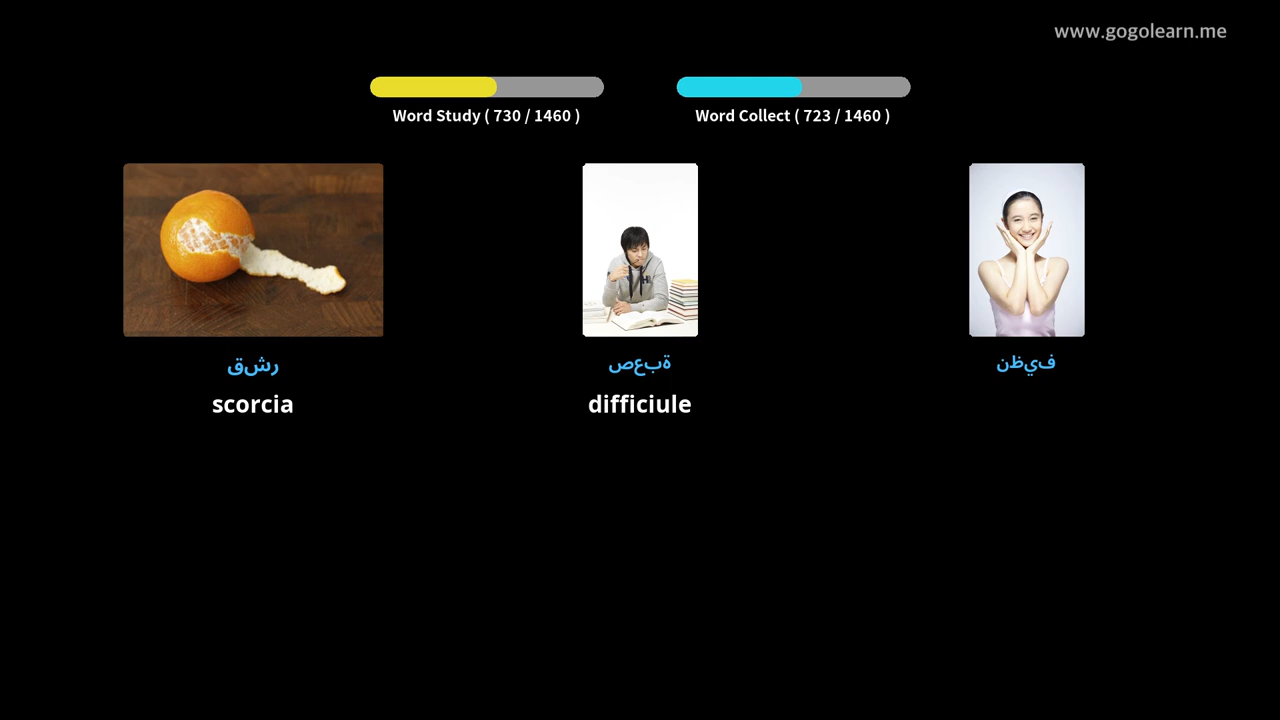 www.gogolearn.me
Word Study ( 730 / 1460 )
Word Collect ( 723 / 1460 )
رشق
scorcia
ةبعص
difficiule
فيظن